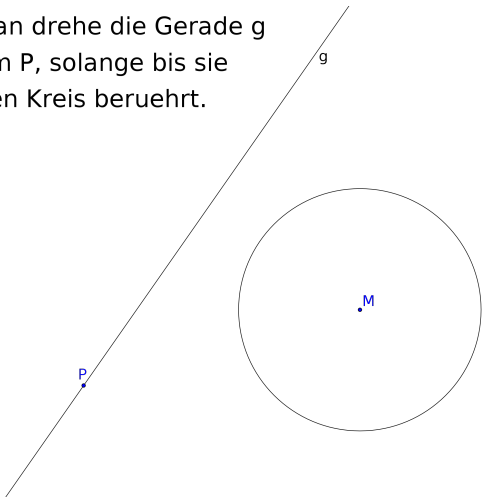 an drehe die Gerade g
m P, solange bis sie
en Kreis beruehrt.
g
M
P